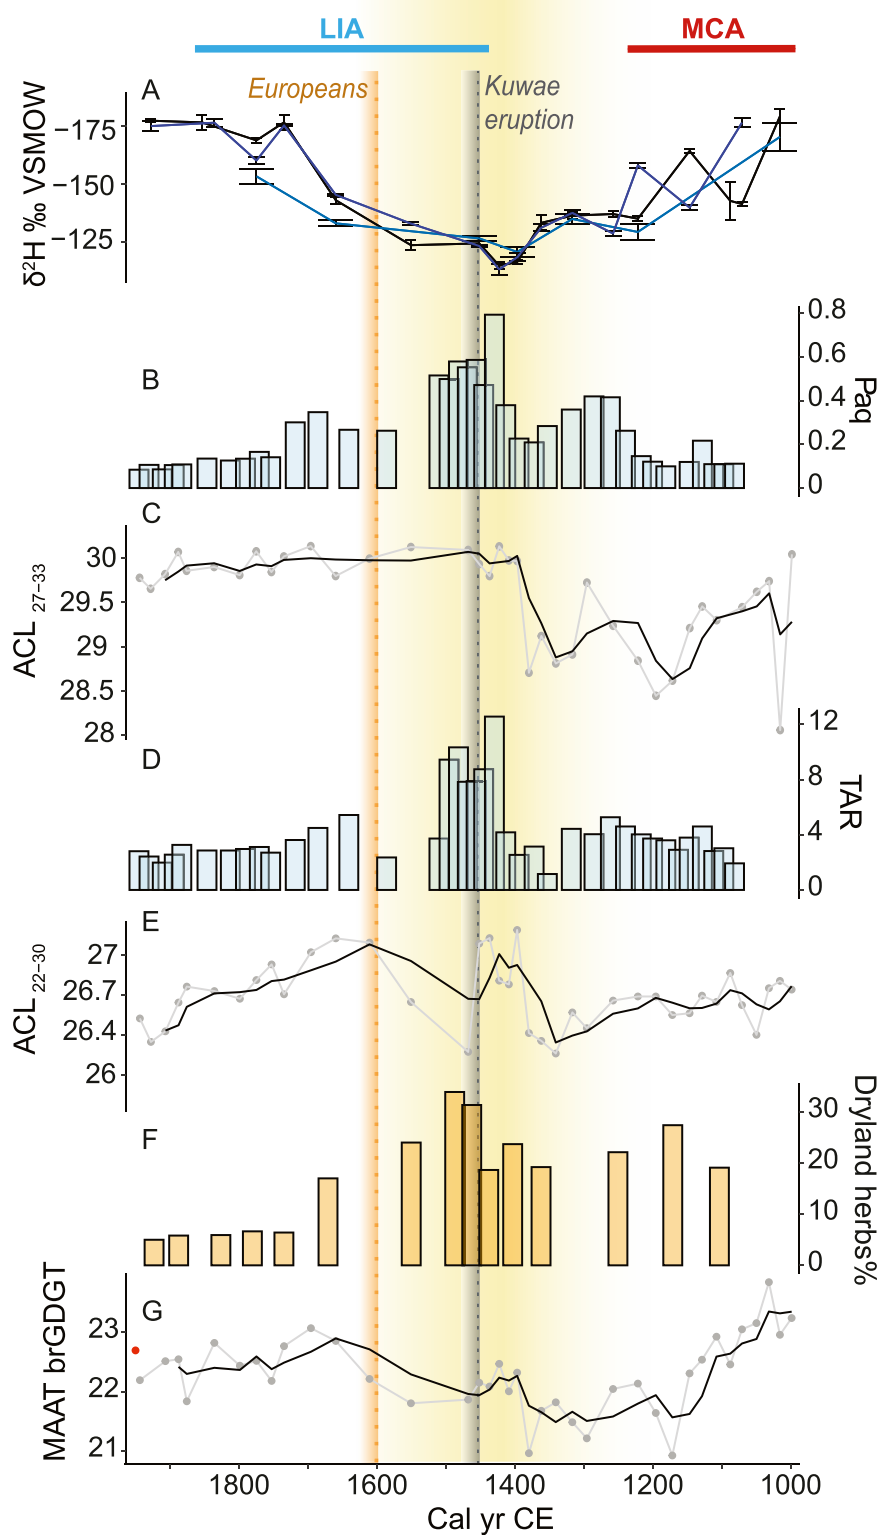 LIA
MCA
A
Europeans
Kuwae
eruption
δ²H ‰ VSMOW
−175
−150
−125
B
0.8
0.6
0.4
0.2
0
Paq
C
ACL 27−33
30
29.5
29
28.5
28
D
12
8
4
0
TAR
E
ACL 22−30
27
26.7
26.4
26
F
30
20
10
0
Dryland herbs%
G
MAAT brGDGT
23
22
21
1800
1600
1400
1200
1000
Cal yr CE